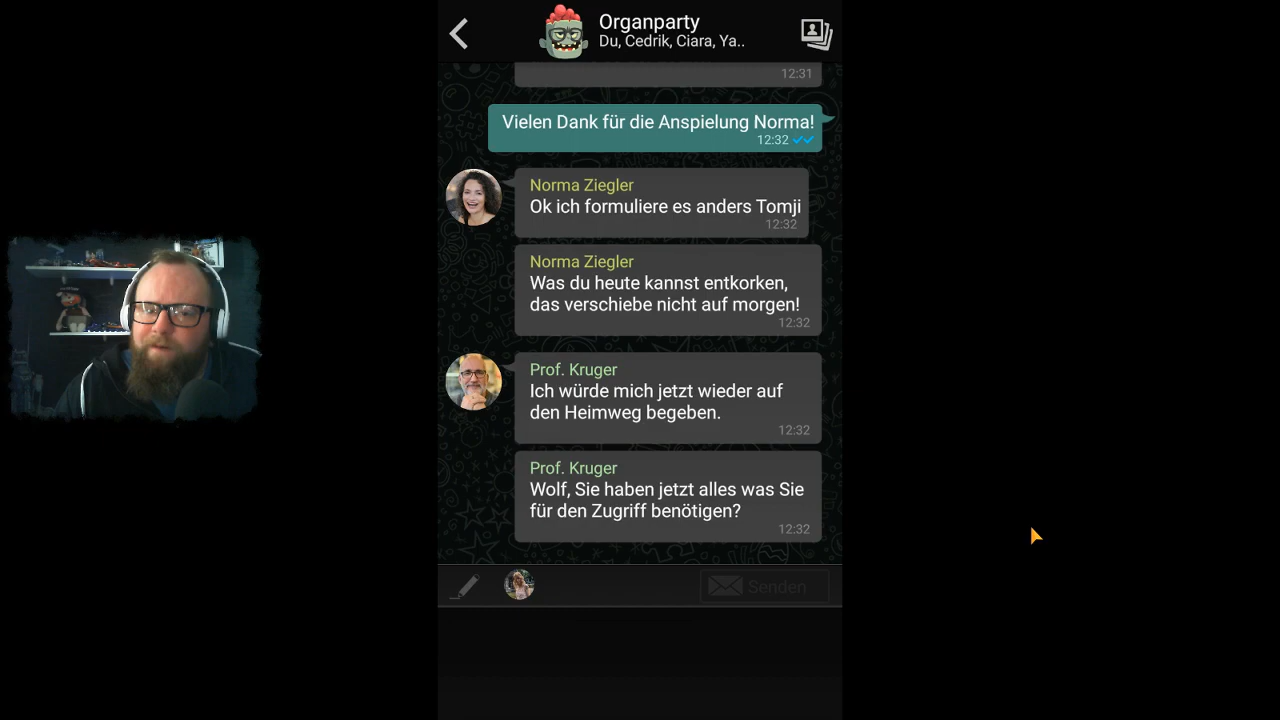 Organparty
Du, Cedrik, Ciara, Ya..
12:31
Vielen Dank für die Anspielung Norma!
12:32
Norma Ziegler
Ok ich formuliere es anders Tomji
12:32
Norma Ziegler
Was du heute kannst entkorken,
das verschiebe nicht auf morgen!
12:32
Prof. Kruger
Ich würde mich jetzt wieder auf
den Heimweg begeben.
12:32
Prof. Kruger
Wolf, Sie haben jetzt alles was Sie
für den Zugriff benötigen?
12:32
Senden